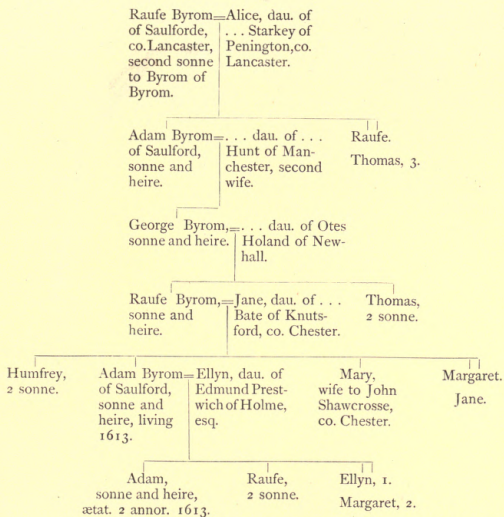 Raufe Byrom=Alice, dau. of
of Saulforde, ... Starkey of
co.Lancaster, Penington,co.
second sonne Lancaster.
to Byrom of
Byrom.
Adam Byrom=... dau. of ... Raufe.
of Saulford, Hunt of Man- Thomas, 3.
sonne and chester, second
heire. wife.
George Byrom,=... dau. of Otes
sonne and heire. Holand of New-
hall.
Raufe Byrom,=Jane, dau. of ... Thomas,
sonne and Bate of Knuts- 2 sonne.
heire. ford, co. Chester.
Humfrey, Adam Byrom=Ellyn, dau. of Mary, Margaret.
2 sonne. of Saulford, Edmund Prest- wife to John Jane.
sonne and wich of Holme, Shawcrosse,
heire, living esq. co. Chester.
1613.
Adam, Raufe, Ellyn, 1.
sonne and heire, 2 sonne. Margaret, 2.
ætat. 2 annor. 1613.